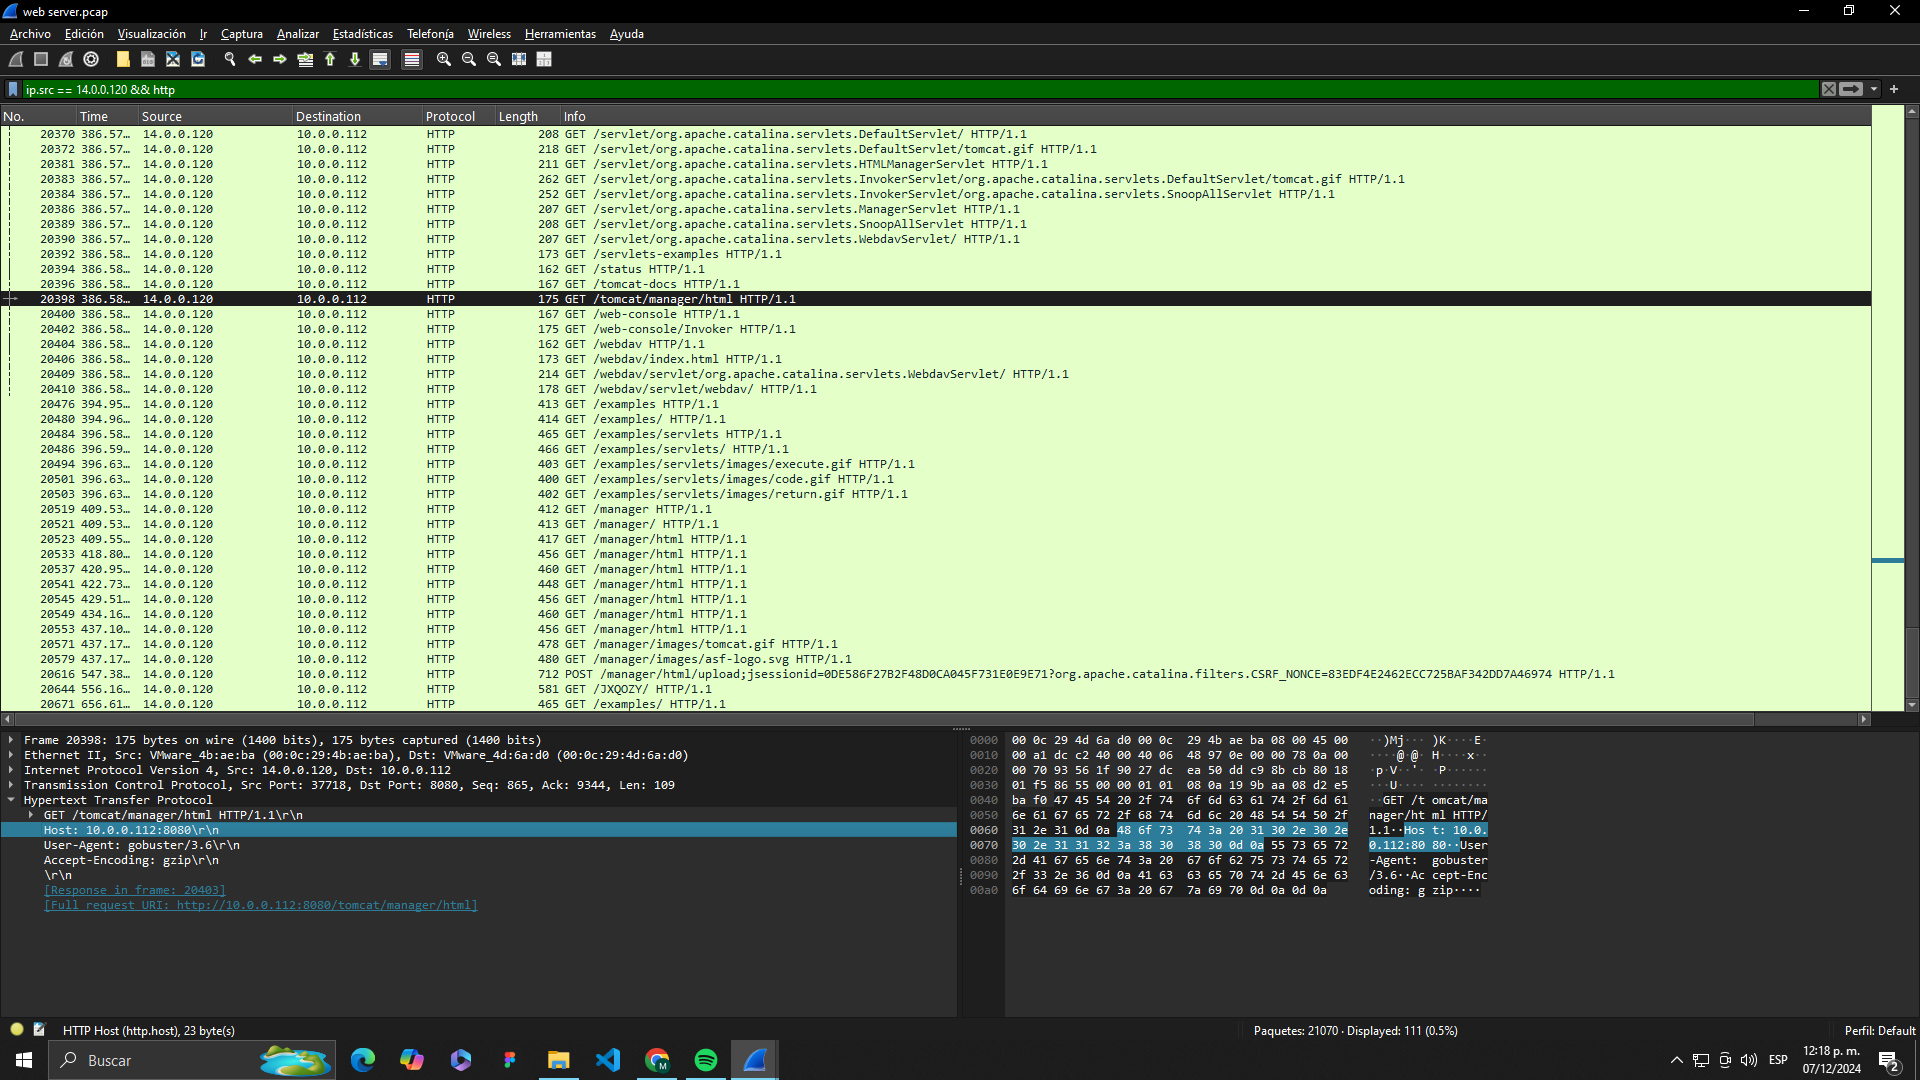 web server.pcap
Archivo Edición Visualización Ir Captura Analizar Estadísticas Telefonía Wireless Herramientas Ayuda
ip.src == 14.0.0.120 && http
No. Time Source Destination Protocol Length Info
20370 386.57… 14.0.0.120 10.0.0.112 HTTP 208 GET /servlet/org.apache.catalina.servlets.DefaultServlet/ HTTP/1.1
20372 386.57… 14.0.0.120 10.0.0.112 HTTP 218 GET /servlet/org.apache.catalina.servlets.DefaultServlet/tomcat.gif HTTP/1.1
20381 386.57… 14.0.0.120 10.0.0.112 HTTP 211 GET /servlet/org.apache.catalina.servlets.HTMLManagerServlet HTTP/1.1
20383 386.57… 14.0.0.120 10.0.0.112 HTTP 262 GET /servlet/org.apache.catalina.servlets.InvokerServlet/org.apache.catalina.servlets.DefaultServlet/tomcat.gif HTTP/1.1
20384 386.57… 14.0.0.120 10.0.0.112 HTTP 252 GET /servlet/org.apache.catalina.servlets.InvokerServlet/org.apache.catalina.servlets.SnoopAllServlet HTTP/1.1
20386 386.57… 14.0.0.120 10.0.0.112 HTTP 207 GET /servlet/org.apache.catalina.servlets.ManagerServlet HTTP/1.1
20389 386.57… 14.0.0.120 10.0.0.112 HTTP 208 GET /servlet/org.apache.catalina.servlets.SnoopAllServlet HTTP/1.1
20390 386.57… 14.0.0.120 10.0.0.112 HTTP 207 GET /servlet/org.apache.catalina.servlets.WebdavServlet/ HTTP/1.1
20392 386.58… 14.0.0.120 10.0.0.112 HTTP 173 GET /servlets-examples HTTP/1.1
20394 386.58… 14.0.0.120 10.0.0.112 HTTP 162 GET /status HTTP/1.1
20396 386.58… 14.0.0.120 10.0.0.112 HTTP 167 GET /tomcat-docs HTTP/1.1
20398 386.58… 14.0.0.120 10.0.0.112 HTTP 175 GET /tomcat/manager/html HTTP/1.1
20400 386.58… 14.0.0.120 10.0.0.112 HTTP 167 GET /web-console HTTP/1.1
20402 386.58… 14.0.0.120 10.0.0.112 HTTP 175 GET /web-console/Invoker HTTP/1.1
20404 386.58… 14.0.0.120 10.0.0.112 HTTP 162 GET /webdav HTTP/1.1
20406 386.58… 14.0.0.120 10.0.0.112 HTTP 173 GET /webdav/index.html HTTP/1.1
20409 386.58… 14.0.0.120 10.0.0.112 HTTP 214 GET /webdav/servlet/org.apache.catalina.servlets.WebdavServlet/ HTTP/1.1
20410 386.58… 14.0.0.120 10.0.0.112 HTTP 178 GET /webdav/servlet/webdav/ HTTP/1.1
20476 394.95… 14.0.0.120 10.0.0.112 HTTP 413 GET /examples HTTP/1.1
20480 394.96… 14.0.0.120 10.0.0.112 HTTP 414 GET /examples/ HTTP/1.1
20484 396.58… 14.0.0.120 10.0.0.112 HTTP 465 GET /examples/servlets HTTP/1.1
20486 396.59… 14.0.0.120 10.0.0.112 HTTP 466 GET /examples/servlets/ HTTP/1.1
20494 396.63… 14.0.0.120 10.0.0.112 HTTP 403 GET /examples/servlets/images/execute.gif HTTP/1.1
20501 396.63… 14.0.0.120 10.0.0.112 HTTP 400 GET /examples/servlets/images/code.gif HTTP/1.1
20503 396.63… 14.0.0.120 10.0.0.112 HTTP 402 GET /examples/servlets/images/return.gif HTTP/1.1
20519 409.53… 14.0.0.120 10.0.0.112 HTTP 412 GET /manager HTTP/1.1
20521 409.53… 14.0.0.120 10.0.0.112 HTTP 413 GET /manager/ HTTP/1.1
20523 409.55… 14.0.0.120 10.0.0.112 HTTP 417 GET /manager/html HTTP/1.1
20533 418.80… 14.0.0.120 10.0.0.112 HTTP 456 GET /manager/html HTTP/1.1
20537 420.95… 14.0.0.120 10.0.0.112 HTTP 460 GET /manager/html HTTP/1.1
20541 422.73… 14.0.0.120 10.0.0.112 HTTP 448 GET /manager/html HTTP/1.1
20545 429.51… 14.0.0.120 10.0.0.112 HTTP 456 GET /manager/html HTTP/1.1
20549 434.16… 14.0.0.120 10.0.0.112 HTTP 460 GET /manager/html HTTP/1.1
20553 437.10… 14.0.0.120 10.0.0.112 HTTP 456 GET /manager/html HTTP/1.1
20571 437.17… 14.0.0.120 10.0.0.112 HTTP 478 GET /manager/images/tomcat.gif HTTP/1.1
20579 437.17… 14.0.0.120 10.0.0.112 HTTP 480 GET /manager/images/asf-logo.svg HTTP/1.1
20616 547.38… 14.0.0.120 10.0.0.112 HTTP 712 POST /manager/html/upload;jsessionid=0DE586F27B2F48D0CA045F731E0E9E71?org.apache.catalina.filters.CSRF_NONCE=83EDF4E2462ECC725BAF342DD7A46974 HTTP/1.1
20644 556.16… 14.0.0.120 10.0.0.112 HTTP 581 GET /JXQOZY/ HTTP/1.1
20671 656.61… 14.0.0.120 10.0.0.112 HTTP 465 GET /examples/ HTTP/1.1
Frame 20398: 175 bytes on wire (1400 bits), 175 bytes captured (1400 bits)
Ethernet II, Src: VMware_4b:ae:ba (00:0c:29:4b:ae:ba), Dst: VMware_4d:6a:d0 (00:0c:29:4d:6a:d0)
Internet Protocol Version 4, Src: 14.0.0.120, Dst: 10.0.0.112
Transmission Control Protocol, Src Port: 37718, Dst Port: 8080, Seq: 865, Ack: 9344, Len: 109
Hypertext Transfer Protocol
GET /tomcat/manager/html HTTP/1.1\r\n
Host: 10.0.0.112:8080\r\n
User-Agent: gobuster/3.6\r\n
Accept-Encoding: gzip\r\n
\r\n
[Response in frame: 20403]
[Full request URI: http://10.0.0.112:8080/tomcat/manager/html]
0000 00 0c 29 4d 6a d0 00 0c 29 4b ae ba 08 00 45 00 ··)Mj··· )K····E·
0010 00 a1 dc c2 40 00 40 06 48 97 0e 00 00 78 0a 00 ····@·@· H····x··
0020 00 70 93 56 1f 90 27 dc ea 50 dd c9 8b cb 80 18 ·p·V··'· ·P······
0030 01 f5 86 55 00 00 01 01 08 0a 19 9b aa 08 d2 e5 ···U···· ········
0040 ba f0 47 45 54 20 2f 74 6f 6d 63 61 74 2f 6d 61 ··GET /t omcat/ma
0050 6e 61 67 65 72 2f 68 74 6d 6c 20 48 54 54 50 2f nager/ht ml HTTP/
0060 31 2e 31 0d 0a 48 6f 73 74 3a 20 31 30 2e 30 2e 1.1··Hos t: 10.0.
0070 30 2e 31 31 32 3a 38 30 38 30 0d 0a 55 73 65 72 0.112:80 80··User
0080 2d 41 67 65 6e 74 3a 20 67 6f 62 75 73 74 65 72 -Agent:  gobuster
0090 2f 33 2e 36 0d 0a 41 63 63 65 70 74 2d 45 6e 63 /3.6··Ac cept-Enc
00a0 6f 64 69 6e 67 3a 20 67 7a 69 70 0d 0a 0d 0a oding: g zip····
HTTP Host (http.host), 23 byte(s)
Paquetes: 21070 · Displayed: 111 (0.5%)
Perfil: Default
Buscar
M
ESP
12:18 p. m.
07/12/2024
2